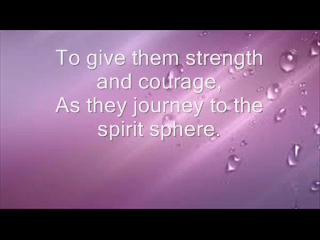 To give them strength
and courage,
As they journey to the
spirit sphere.